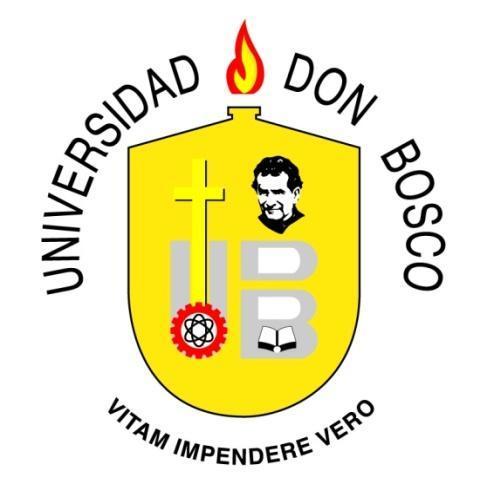 UNIVERSIDAD DON BOSCO
UDB
VITAM IMPENDERE VERO